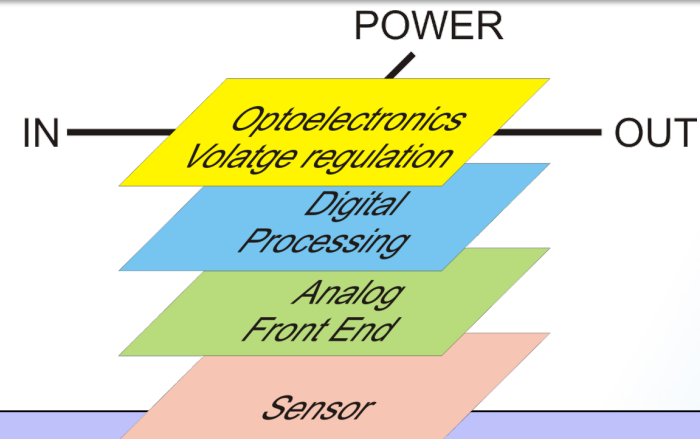 POWER
IN
OUT
Optoelectronics
Volatge regulation
Digital
Processing
Analog
Front End
Sensor